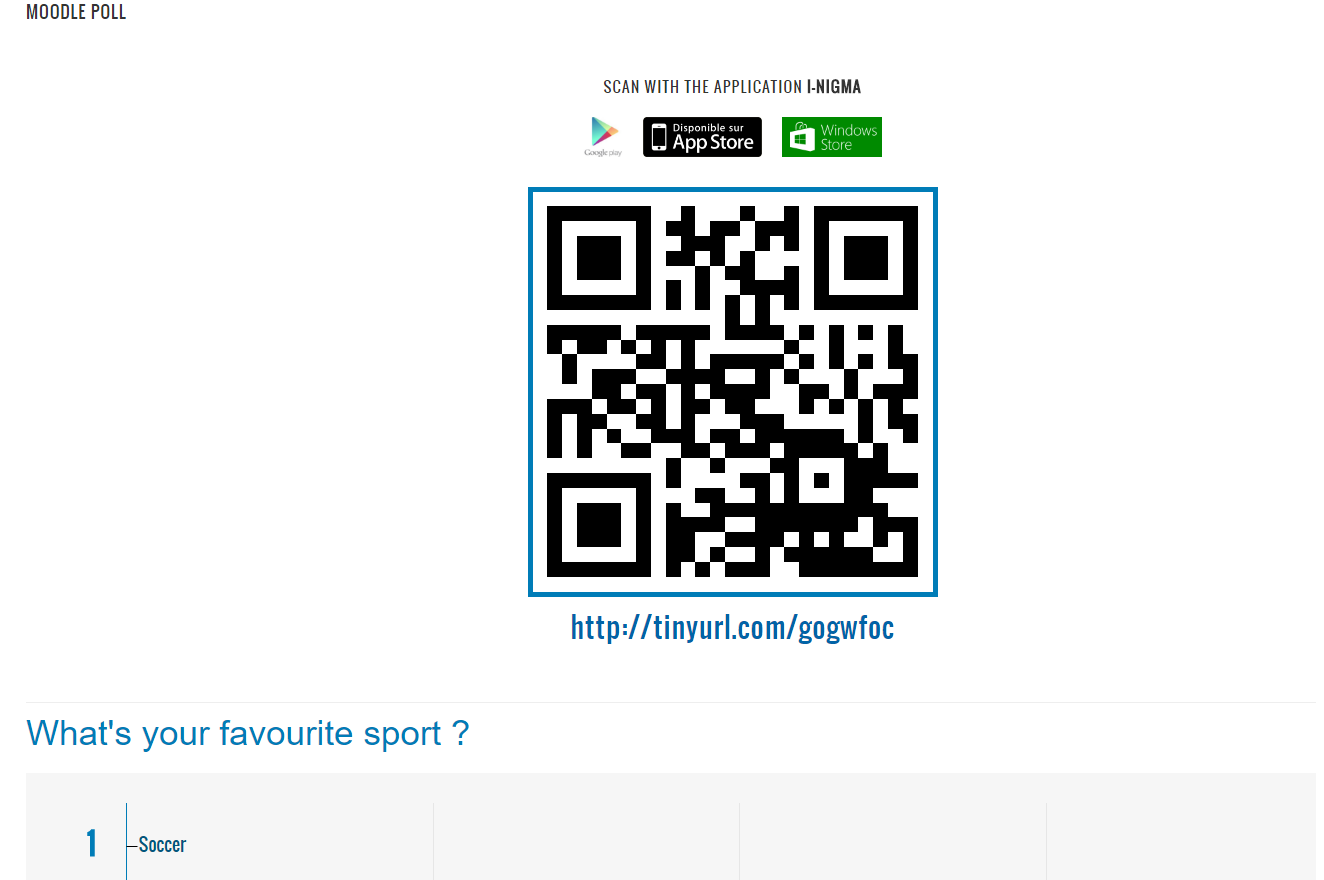 MOODLE POLL
SCAN WITH THE APPLICATION I-NIGMA
Google play
Disponible sur
App Store
Windows
Store
http://tinyurl.com/gogwfoc
What's your favourite sport ?
1
Soccer